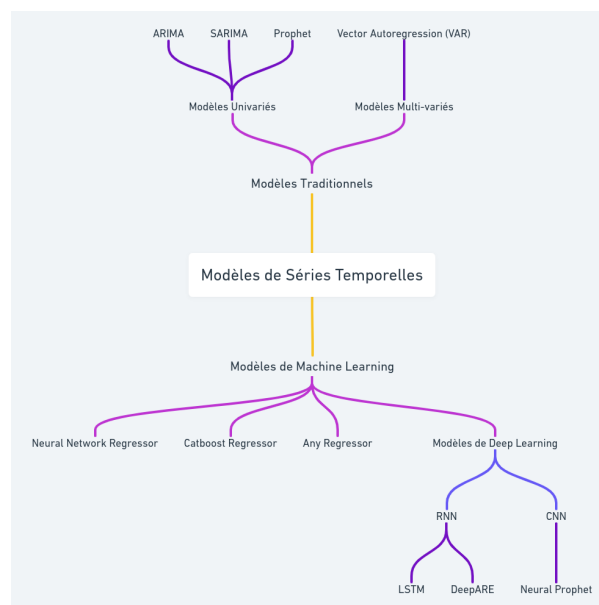 ARIMA SARIMA Prophet Vector Autoregression (VAR)
Modèles Univariés Modèles Multi-variés
Modèles Traditionnels
Modèles de Séries Temporelles
Modèles de Machine Learning
Neural Network Regressor Catboost Regressor Any Regressor Modèles de Deep Learning
RNN CNN
LSTM DeepARE Neural Prophet